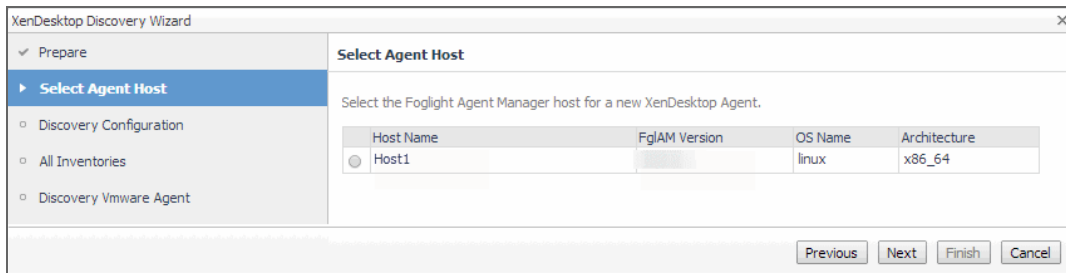 XenDesktop Discovery Wizard
Prepare
Select Agent Host
Discovery Configuration
All Inventories
Discovery Vmware Agent
Select Agent Host
Select the Foglight Agent Manager host for a new XenDesktop Agent.
Host Name FglAM Version OS Name Architecture
Host1 linux x86_64
Previous Next Finish Cancel